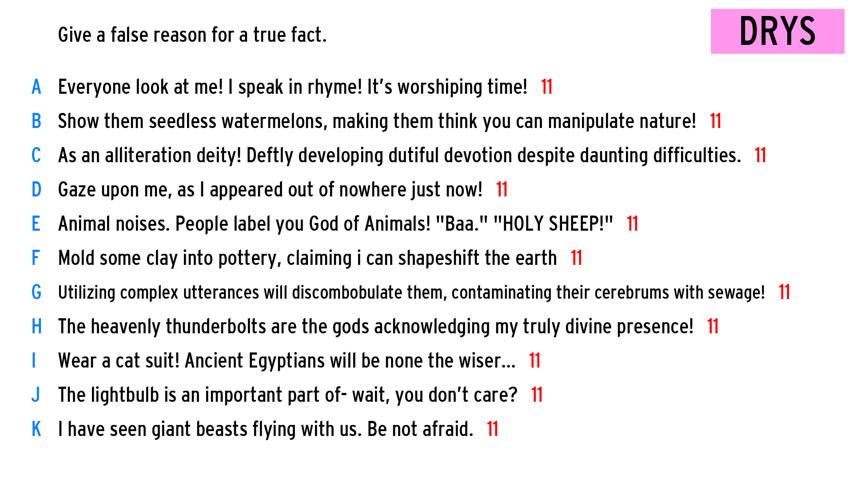 Give a false reason for a true fact.
DRYS
A Everyone look at me! I speak in rhyme! It's worshiping time! 11
B Show them seedless watermelons, making them think you can manipulate nature! 11
C As an alliteration deity! Deftly developing dutiful devotion despite daunting difficulties. 11
D Gaze upon me, as I appeared out of nowhere just now! 11
E Animal noises. People label you God of Animals! "Baa." "HOLY SHEEP!" 11
F Mold some clay into pottery, claiming i can shapeshift the earth 11
G Utilizing complex utterances will discombobulate them, contaminating their cerebrums with sewage! 11
H The heavenly thunderbolts are the gods acknowledging my truly divine presence! 11
I Wear a cat suit! Ancient Egyptians will be none the wiser... 11
J The lightbulb is an important part of- wait, you don't care? 11
K I have seen giant beasts flying with us. Be not afraid. 11